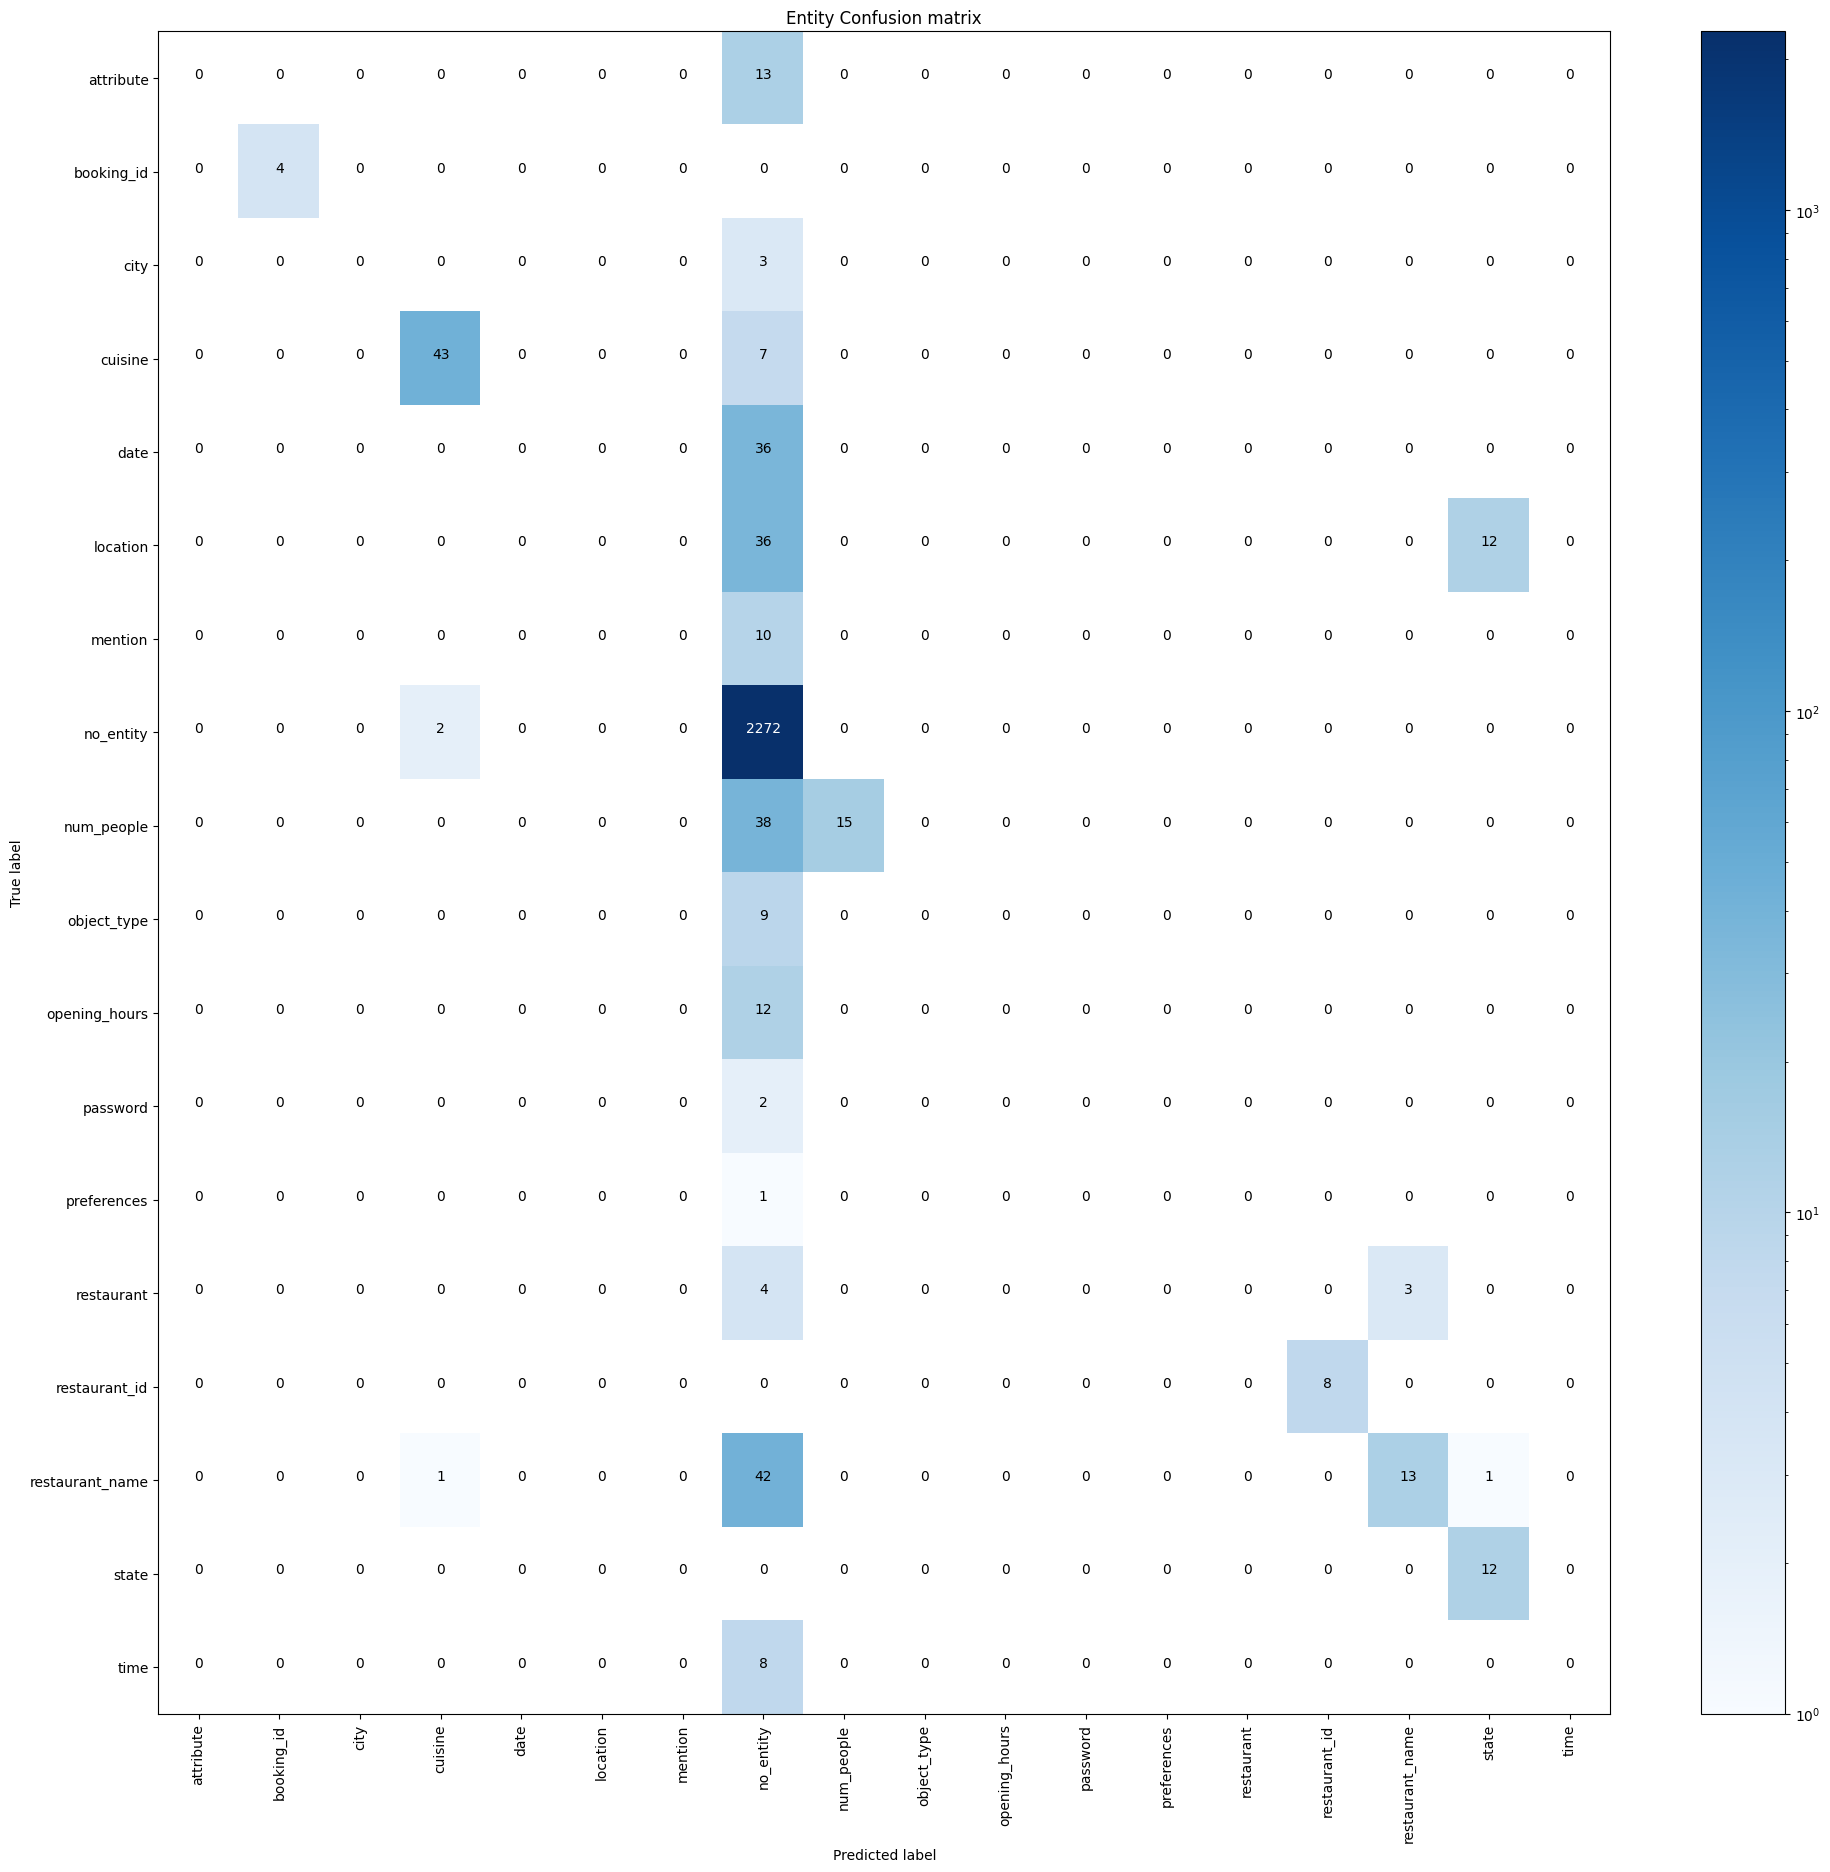 Entity Confusion matrix
attribute 0 0 0 0 0 0 0 13 0 0 0 0 0 0 0 0 0 0
booking_id 0 4 0 0 0 0 0 0 0 0 0 0 0 0 0 0 0 0
10³
city 0 0 0 0 0 0 0 3 0 0 0 0 0 0 0 0 0 0
cuisine 0 0 0 43 0 0 0 7 0 0 0 0 0 0 0 0 0 0
date 0 0 0 0 0 0 0 36 0 0 0 0 0 0 0 0 0 0
location 0 0 0 0 0 0 0 36 0 0 0 0 0 0 0 0 12 0
mention 0 0 0 0 0 0 0 10 0 0 0 0 0 0 0 0 0 0
10²
no_entity 0 0 0 2 0 0 0 2272 0 0 0 0 0 0 0 0 0 0
num_people 0 0 0 0 0 0 0 38 15 0 0 0 0 0 0 0 0 0
True label
object_type 0 0 0 0 0 0 0 9 0 0 0 0 0 0 0 0 0 0
opening_hours 0 0 0 0 0 0 0 12 0 0 0 0 0 0 0 0 0 0
password 0 0 0 0 0 0 0 2 0 0 0 0 0 0 0 0 0 0
preferences 0 0 0 0 0 0 0 1 0 0 0 0 0 0 0 0 0 0
10¹
restaurant 0 0 0 0 0 0 0 4 0 0 0 0 0 0 0 3 0 0
restaurant_id 0 0 0 0 0 0 0 0 0 0 0 0 0 0 8 0 0 0
restaurant_name 0 0 0 1 0 0 0 42 0 0 0 0 0 0 0 13 1 0
state 0 0 0 0 0 0 0 0 0 0 0 0 0 0 0 0 12 0
time 0 0 0 0 0 0 0 8 0 0 0 0 0 0 0 0 0 0
10⁰
attribute booking_id city cuisine date location mention no_entity num_people object_type opening_hours password preferences restaurant restaurant_id restaurant_name state time
Predicted label